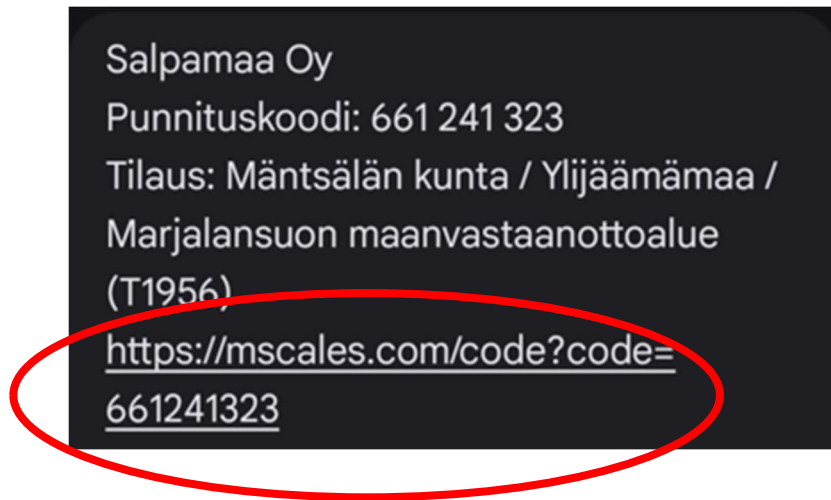 Salpamaa Oy
Punnituskoodi: 661 241 323
Tilaus: Mäntsälän kunta / Ylijäämämaa /
Marjalansuon maanvastaanottoalue
(T1956)
https://mscales.com/code?code=
661241323